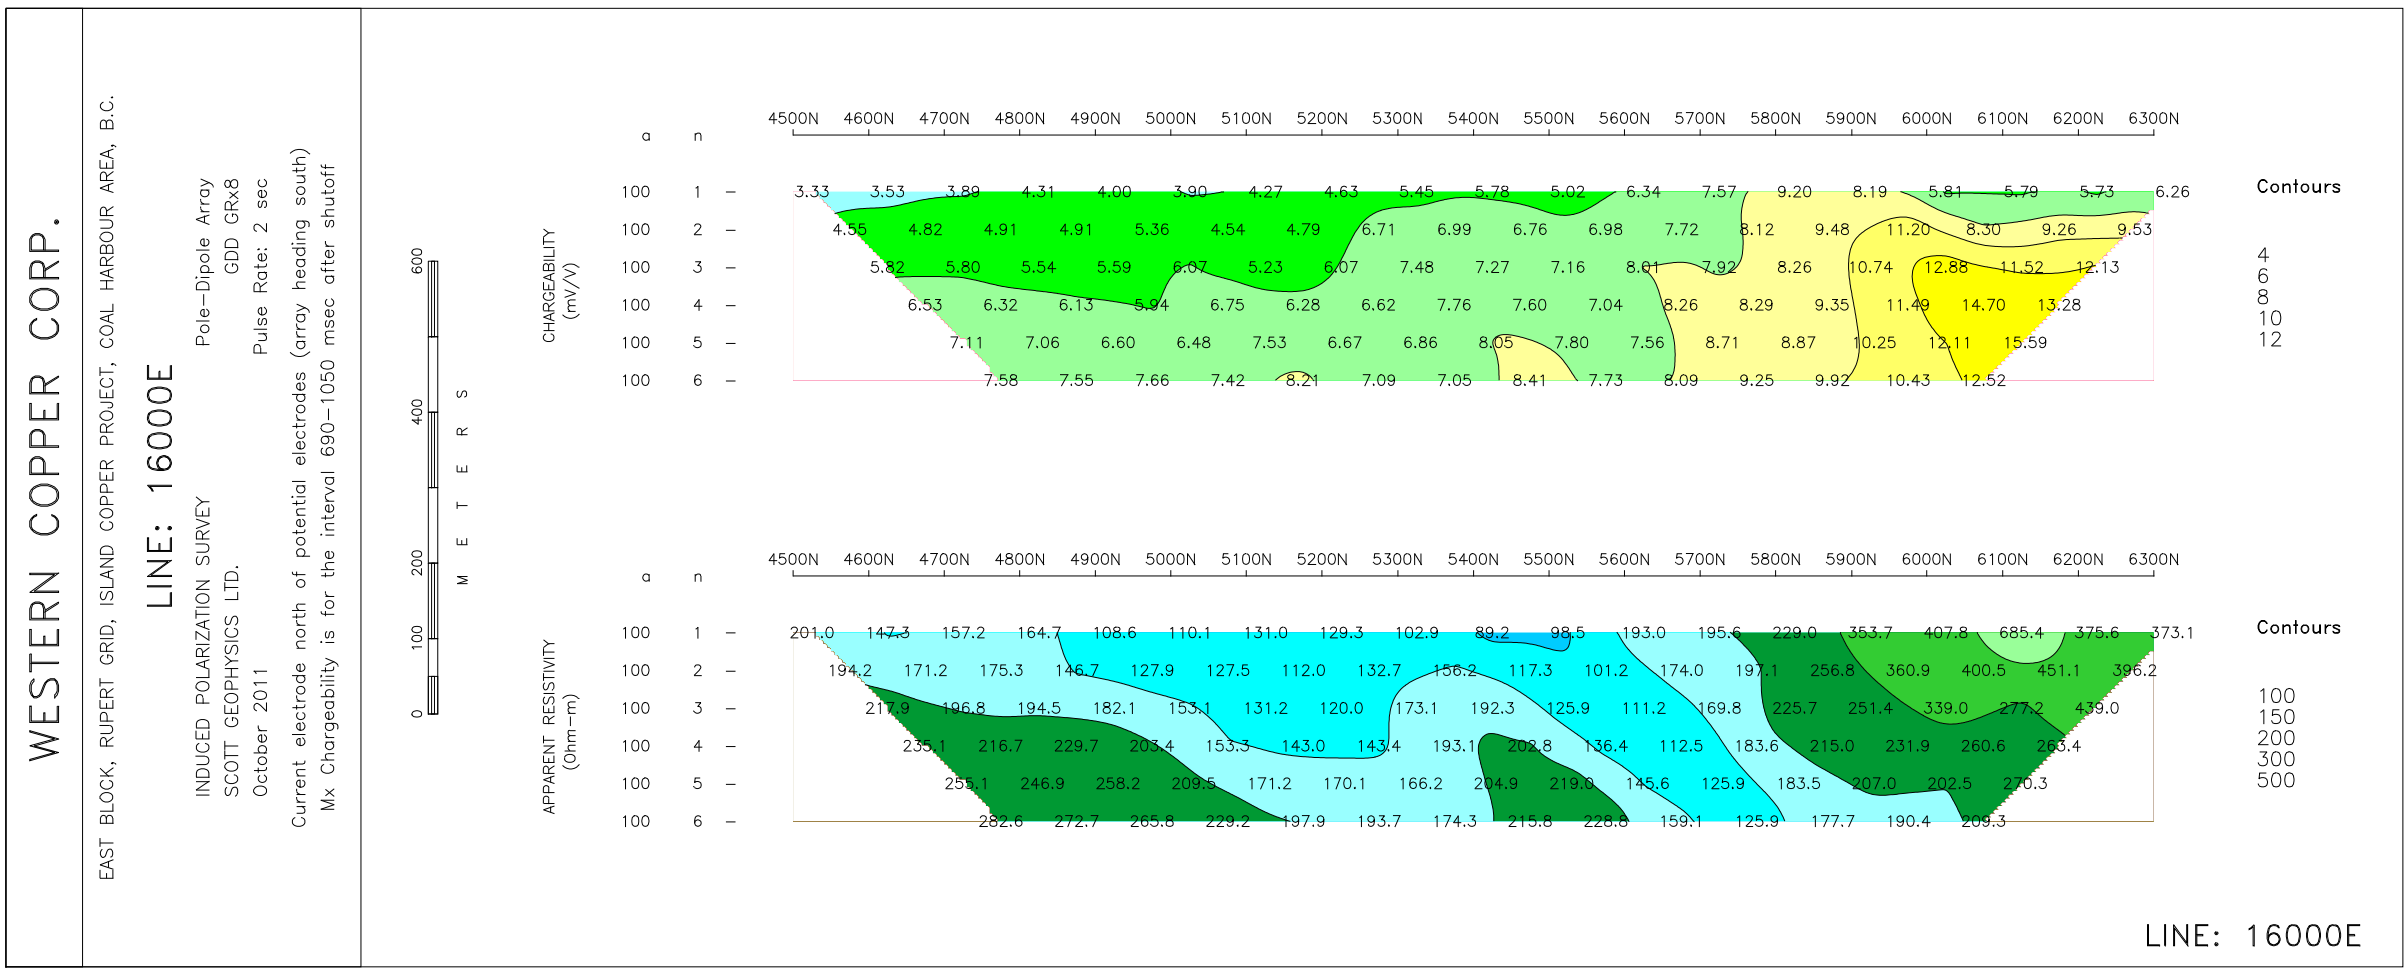 WESTERN COPPER CORP.
EAST BLOCK, RUPERT GRID, ISLAND COPPER PROJECT, COAL HARBOUR AREA, B.C.
LINE: 16000E
INDUCED POLARIZATION SURVEY Pole-Dipole Array
SCOTT GEOPHYSICS LTD. GDD GRx8
October 2011 Pulse Rate: 2 sec
Current electrode north of potential electrodes (array heading south)
Mx Chargeability is for the interval 690-1050 msec after shutoff
0 100 200 400 600
METERS
4500N 4600N 4700N 4800N 4900N 5000N 5100N 5200N 5300N 5400N 5500N 5600N 5700N 5800N 5900N 6000N 6100N 6200N 6300N
a n
CHARGEABILITY
(mV/V)
100 1 - 3.33 3.53 3.89 4.31 4.00 3.90 4.27 4.63 5.45 5.78 5.02 6.34 7.57 9.20 8.19 5.81 5.79 5.73 6.26
100 2 - 4.55 4.82 4.91 4.91 5.36 4.54 4.79 6.71 6.99 6.76 6.98 7.72 8.12 9.48 11.20 8.30 9.26 9.53
100 3 - 5.82 5.80 5.54 5.59 6.07 5.23 6.07 7.48 7.27 7.16 8.01 7.92 8.26 10.74 12.88 11.52 12.13
100 4 - 6.53 6.32 6.13 5.94 6.75 6.28 6.62 7.76 7.60 7.04 8.26 8.29 9.35 11.49 14.70 13.28
100 5 - 7.11 7.06 6.60 6.48 7.53 6.67 6.86 8.05 7.80 7.56 8.71 8.87 10.25 12.11 15.59
100 6 - 7.58 7.55 7.66 7.42 8.21 7.09 7.05 8.41 7.73 8.09 9.25 9.92 10.43 12.52
Contours
4
6
8
10
12
4500N 4600N 4700N 4800N 4900N 5000N 5100N 5200N 5300N 5400N 5500N 5600N 5700N 5800N 5900N 6000N 6100N 6200N 6300N
a n
APPARENT RESISTIVITY
(Ohm-m)
100 1 - 201.0 147.3 157.2 164.7 108.6 110.1 131.0 129.3 102.9 89.2 98.5 193.0 195.6 229.0 353.7 407.8 685.4 375.6 373.1
100 2 - 194.2 171.2 175.3 146.7 127.9 127.5 112.0 132.7 156.2 117.3 101.2 174.0 197.1 256.8 360.9 400.5 451.1 396.2
100 3 - 217.9 196.8 194.5 182.1 153.1 131.2 120.0 173.1 192.3 125.9 111.2 169.8 225.7 251.4 339.0 277.2 439.0
100 4 - 235.1 216.7 229.7 203.4 153.3 143.0 143.4 193.1 202.8 136.4 112.5 183.6 215.0 231.9 260.6 263.4
100 5 - 255.1 246.9 258.2 209.5 171.2 170.1 166.2 204.9 219.0 145.6 125.9 183.5 207.0 202.5 270.3
100 6 - 282.6 272.7 265.8 229.2 197.9 193.7 174.3 215.8 228.8 159.1 125.9 177.7 190.4 209.3
Contours
100
150
200
300
500
LINE: 16000E